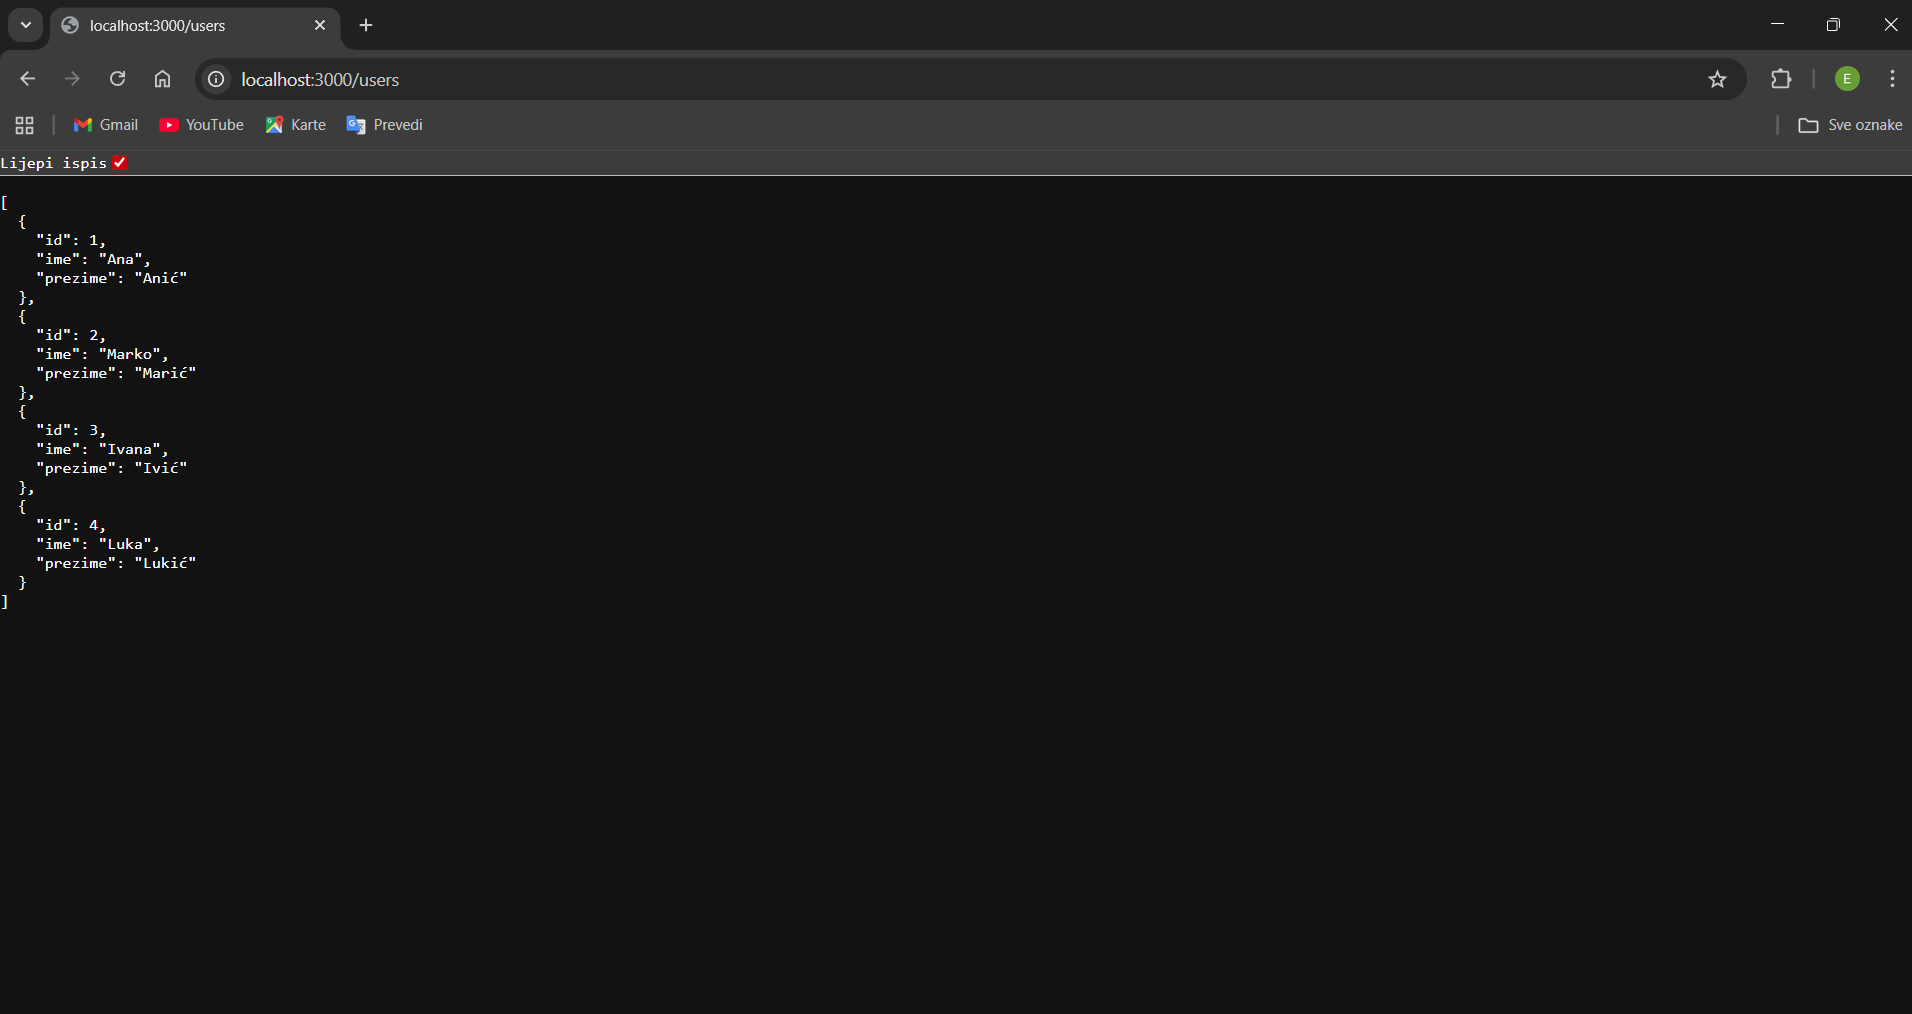 localhost:3000/users
localhost:3000/users
E
Gmail
YouTube
Karte
Prevedi
Sve oznake
Lijepi ispis
[
  {
    "id": 1,
    "ime": "Ana",
    "prezime": "Anić"
  },
  {
    "id": 2,
    "ime": "Marko",
    "prezime": "Marić"
  },
  {
    "id": 3,
    "ime": "Ivana",
    "prezime": "Ivić"
  },
  {
    "id": 4,
    "ime": "Luka",
    "prezime": "Lukić"
  }
]